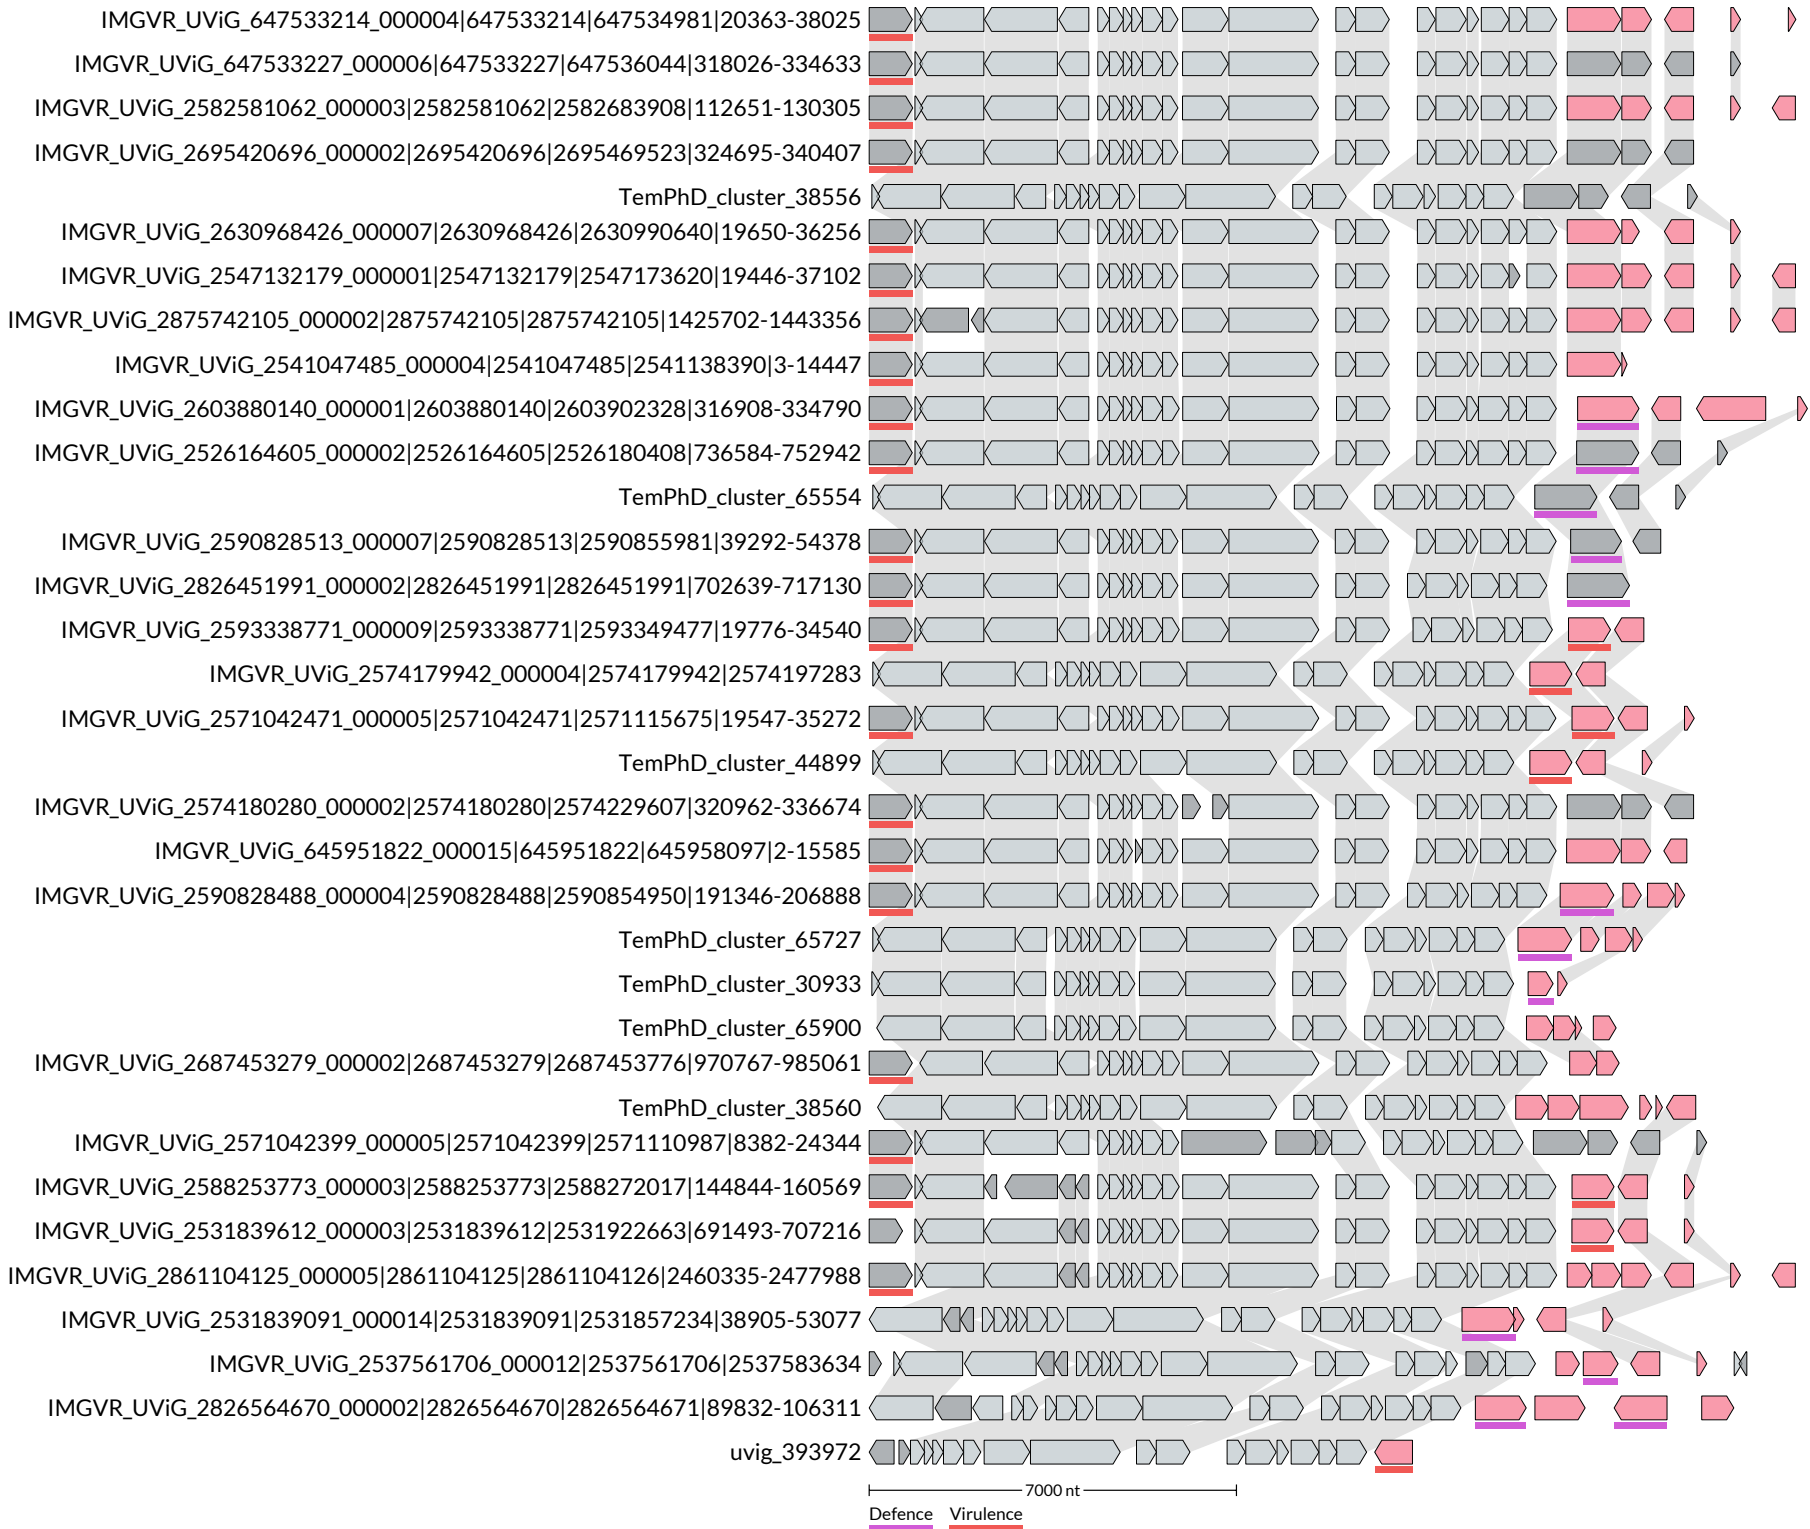 IMGVR_UViG_647533214_000004|647533214|647534981|20363-38025
IMGVR_UViG_647533227_000006|647533227|647536044|318026-334633
IMGVR_UViG_2582581062_000003|2582581062|2582683908|112651-130305
IMGVR_UViG_2695420696_000002|2695420696|2695469523|324695-340407
TemPhD_cluster_38556
IMGVR_UViG_2630968426_000007|2630968426|2630990640|19650-36256
IMGVR_UViG_2547132179_000001|2547132179|2547173620|19446-37102
IMGVR_UViG_2875742105_000002|2875742105|2875742105|1425702-1443356
IMGVR_UViG_2541047485_000004|2541047485|2541138390|3-14447
IMGVR_UViG_2603880140_000001|2603880140|2603902328|316908-334790
IMGVR_UViG_2526164605_000002|2526164605|2526180408|736584-752942
TemPhD_cluster_65554
IMGVR_UViG_2590828513_000007|2590828513|2590855981|39292-54378
IMGVR_UViG_2826451991_000002|2826451991|2826451991|702639-717130
IMGVR_UViG_2593338771_000009|2593338771|2593349477|19776-34540
IMGVR_UViG_2574179942_000004|2574179942|2574197283
IMGVR_UViG_2571042471_000005|2571042471|2571115675|19547-35272
TemPhD_cluster_44899
IMGVR_UViG_2574180280_000002|2574180280|2574229607|320962-336674
IMGVR_UViG_645951822_000015|645951822|645958097|2-15585
IMGVR_UViG_2590828488_000004|2590828488|2590854950|191346-206888
TemPhD_cluster_65727
TemPhD_cluster_30933
TemPhD_cluster_65900
IMGVR_UViG_2687453279_000002|2687453279|2687453776|970767-985061
TemPhD_cluster_38560
IMGVR_UViG_2571042399_000005|2571042399|2571110987|8382-24344
IMGVR_UViG_2588253773_000003|2588253773|2588272017|144844-160569
IMGVR_UViG_2531839612_000003|2531839612|2531922663|691493-707216
IMGVR_UViG_2861104125_000005|2861104125|2861104126|2460335-2477988
IMGVR_UViG_2531839091_000014|2531839091|2531857234|38905-53077
IMGVR_UViG_2537561706_000012|2537561706|2537583634
IMGVR_UViG_2826564670_000002|2826564670|2826564671|89832-106311
uvig_393972
7000 nt
Defence Virulence